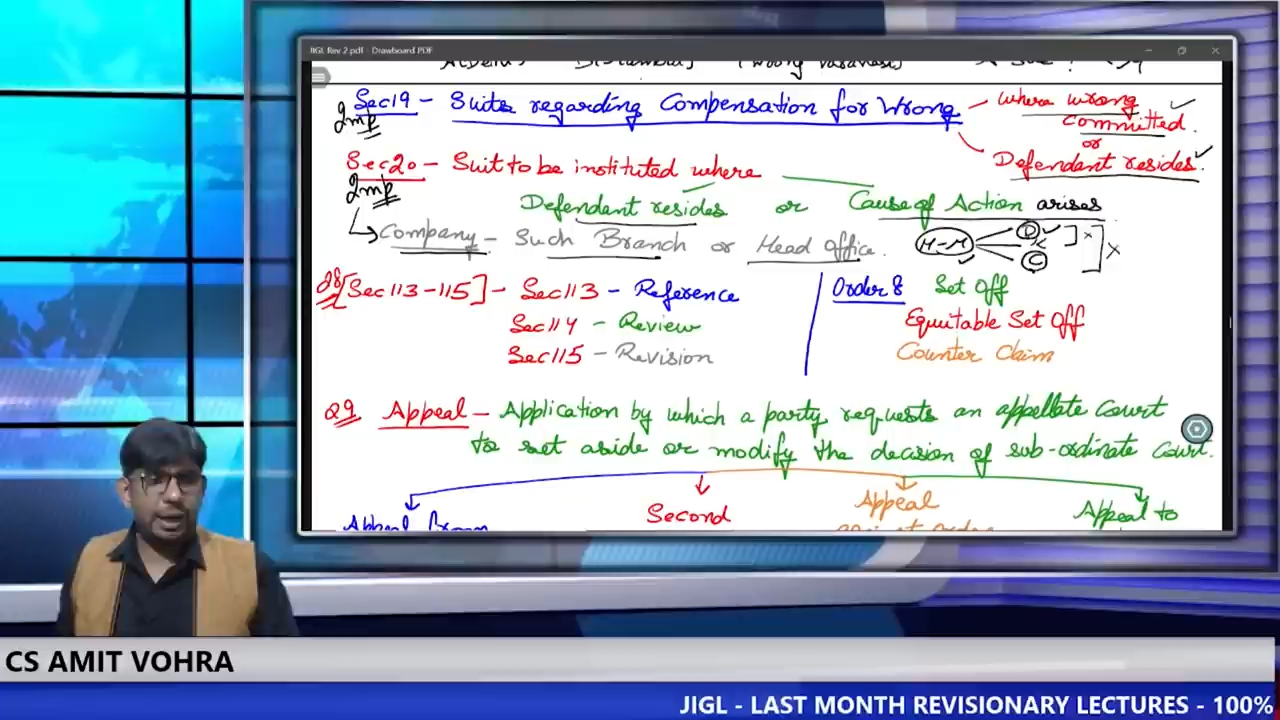 JIGL Rev 2.pdf - Drawboard PDF
Sec19 - Suits regarding Compensation for Wrong - Where wrong committed or Defendant resides
Imp
Sec20 - Suit to be instituted where
Imp
Defendant resides or Cause of Action arises
Company - Such Branch or Head Office.
H-M D C
28 [Sec113-115] - Sec113 - Reference
Sec114 - Review
Sec115 - Revision
Order 8 Set Off
Equitable Set Off
Counter Claim
29 Appeal - Application by which a party requests an appellate Court
to set aside or modify the decision of sub-ordinate Court.
Appeal from
Second
Appeal
Appeal to
CS AMIT VOHRA
JIGL - LAST MONTH REVISIONARY LECTURES - 100%